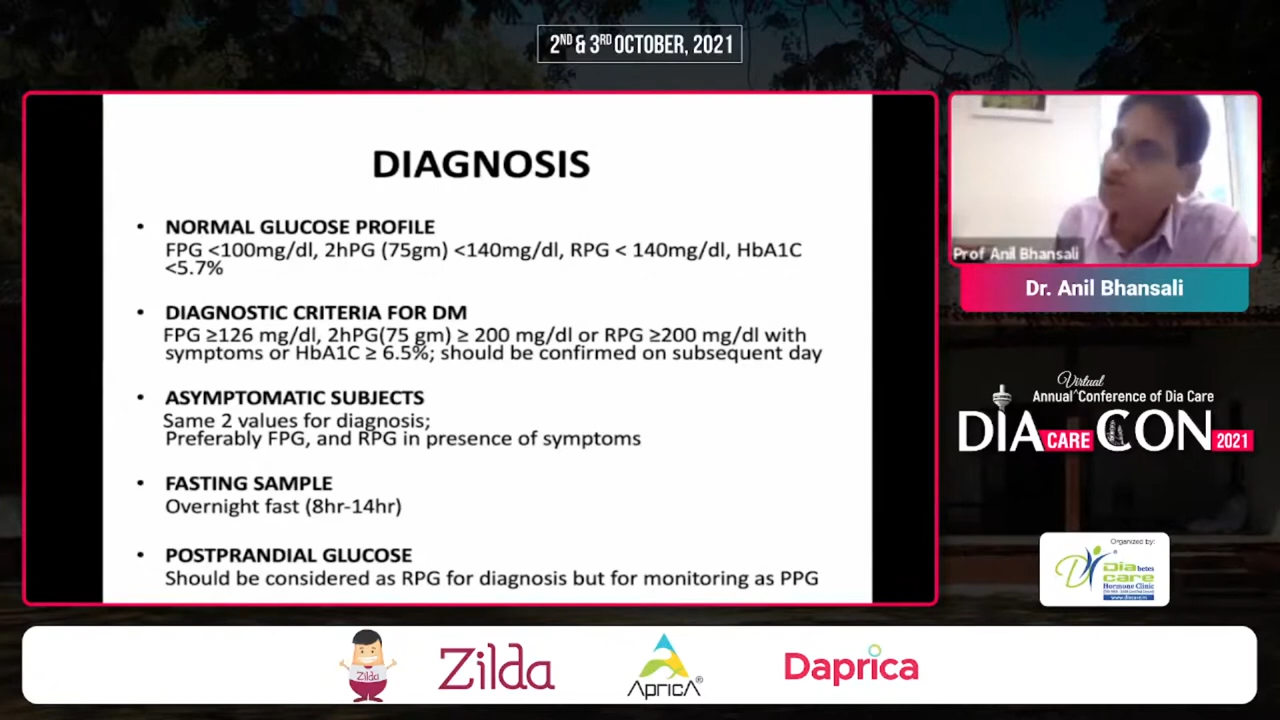 2ND & 3RD OCTOBER, 2021
DIAGNOSIS
• NORMAL GLUCOSE PROFILE
FPG <100mg/dl, 2hPG (75gm) <140mg/dl, RPG < 140mg/dl, HbA1C
<5.7%
• DIAGNOSTIC CRITERIA FOR DM
FPG ≥126 mg/dl, 2hPG(75 gm) ≥ 200 mg/dl or RPG ≥200 mg/dl with
symptoms or HbA1C ≥ 6.5%; should be confirmed on subsequent day
• ASYMPTOMATIC SUBJECTS
Same 2 values for diagnosis;
Preferably FPG, and RPG in presence of symptoms
• FASTING SAMPLE
Overnight fast (8hr-14hr)
• POSTPRANDIAL GLUCOSE
Should be considered as RPG for diagnosis but for monitoring as PPG
Prof Anil Bhansali
Dr. Anil Bhansali
Virtual
Annual ^ Conference of Dia Care
DIA CARE CON 2021
Organized by:
Diabetes
care
Hormone Clinic
Zilda
Zilda
APRICA®
Daprica